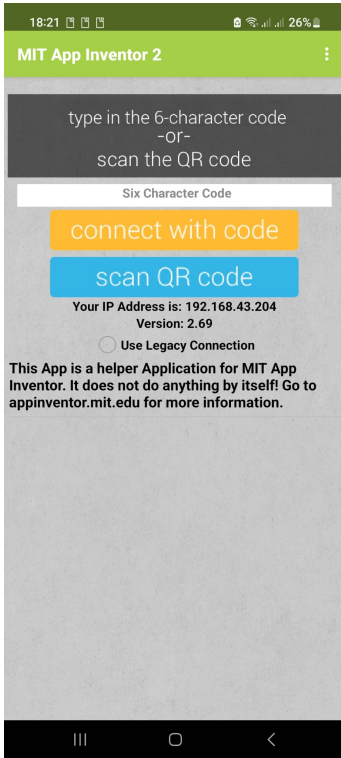 18:21 26%
MIT App Inventor 2
type in the 6-character code
-or-
scan the QR code
Six Character Code
connect with code
scan QR code
Your IP Address is: 192.168.43.204
Version: 2.69
Use Legacy Connection
This App is a helper Application for MIT App
Inventor. It does not do anything by itself! Go to
appinventor.mit.edu for more information.